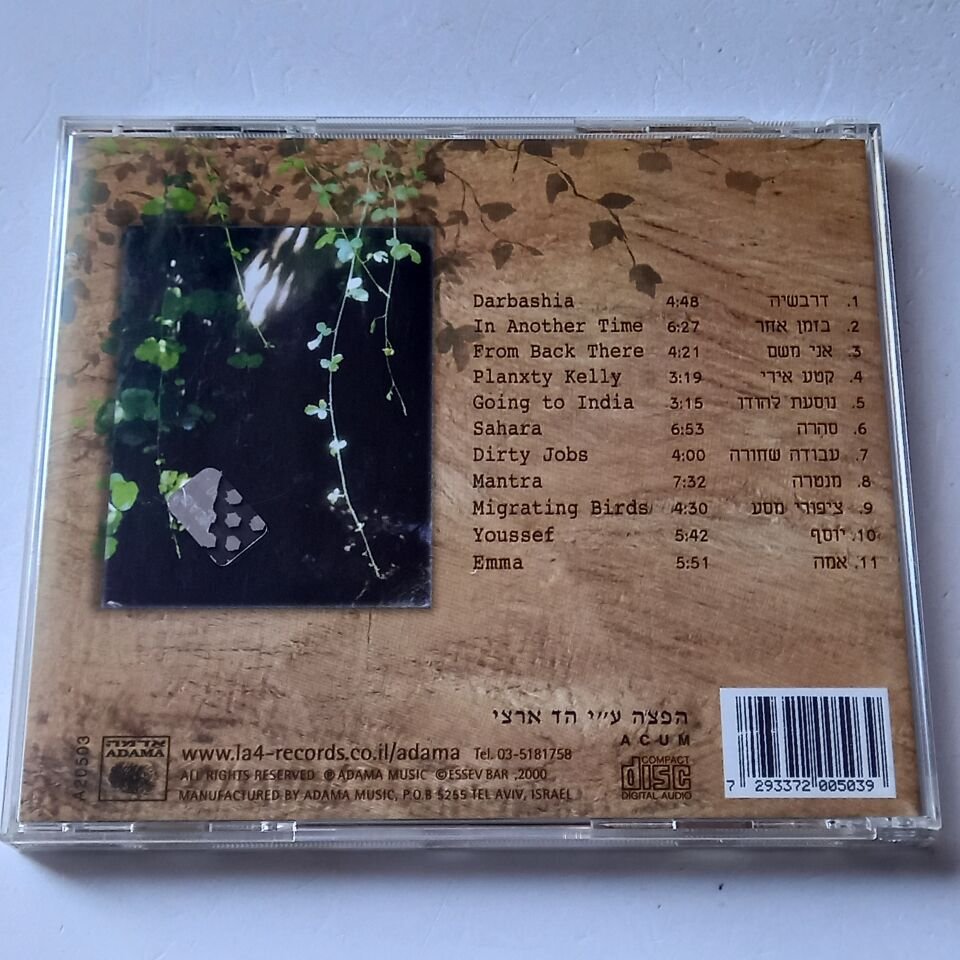 Darbashia 4:48 דרבשיה .1
In Another Time 6:27 בזמן אחר .2
From Back There 4:21 אני משם .3
Planxty Kelly 3:19 קטע אירי .4
Going to India 3:15 נוסעת להודו .5
Sahara 6:53 סהרה .6
Dirty Jobs 4:00 עבודה שחורה .7
Mantra 7:32 מנטרה .8
Migrating Birds 4:30 ציפורי מסע .9
Youssef 5:42 יוסף .10
Emma 5:51 אמה .11
הפצה ע״י הד ארצי
ACUM
A20503
אדמה
ADAMA
www.la4-records.co.il/adama Tel. 03-5181758
ALL RIGHTS RESERVED ℗ADAMA MUSIC ©ESSEV BAR ,2000
MANUFACTURED BY ADAMA MUSIC, P.O.B 5255 TEL AVIV, ISRAEL
COMPACT
disc
DIGITAL AUDIO
7 293372 005039